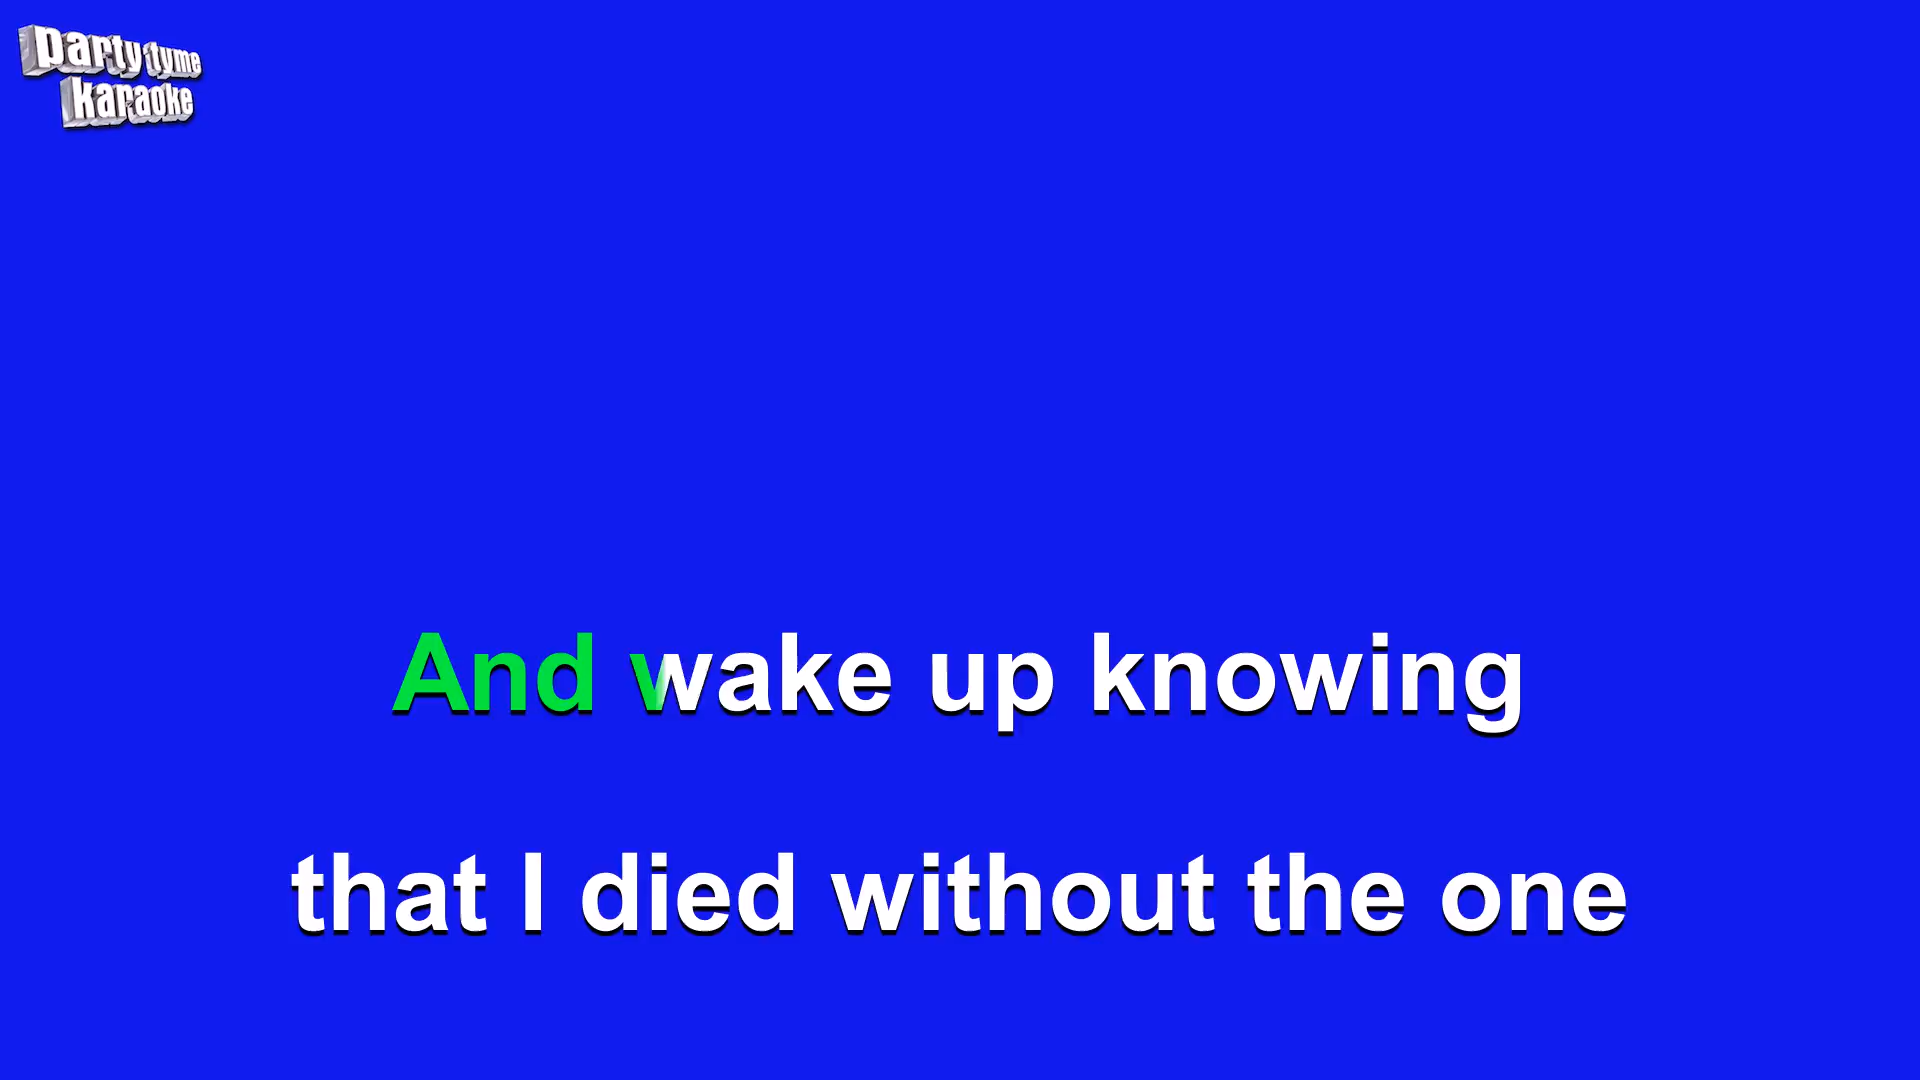 party tyme
karaoke
And wake up knowing
that I died without the one